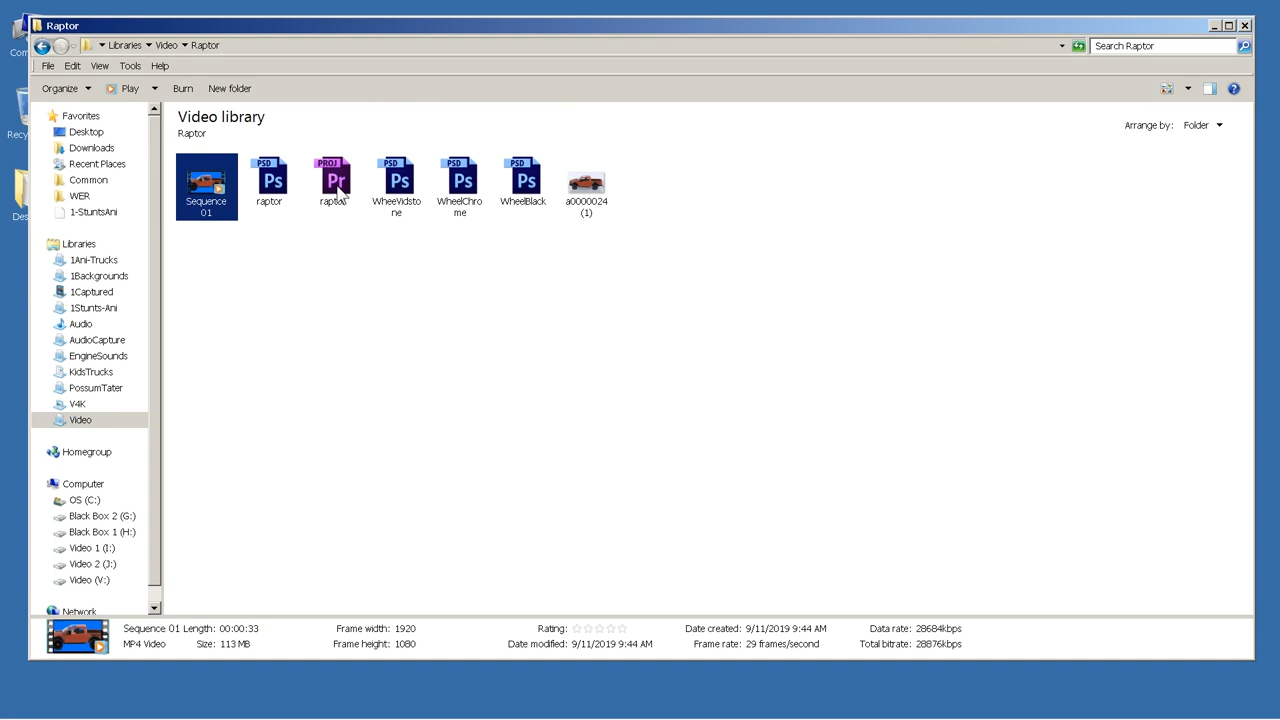 Raptor
Libraries Video Raptor
Search Raptor
File Edit View Tools Help
Organize Play Burn New folder
Video library
Raptor
Arrange by: Folder
Favorites
Desktop
Downloads
Recent Places
Common
WER
1-StuntsAni
Libraries
1Ani-Trucks
1Backgrounds
1Captured
1Stunts-Ani
Audio
AudioCapture
EngineSounds
KidsTrucks
PossumTater
V4K
Video
Homegroup
Computer
OS (C:)
Black Box 2 (G:)
Black Box 1 (H:)
Video 1 (I:)
Video 2 (J:)
Video (V:)
Network
PSD PROJ PSD PSD PSD
Ps Pr Ps Ps Ps
Sequence raptor raptor WheeVidsto WheelChro WheelBlack a0000024
01 ne me (1)
Sequence 01 Length: 00:00:33 Frame width: 1920 Rating: Date created: 9/11/2019 9:44 AM Data rate: 28684kbps
MP4 Video Size: 113 MB Frame height: 1080 Date modified: 9/11/2019 9:44 AM Frame rate: 29 frames/second Total bitrate: 28876kbps